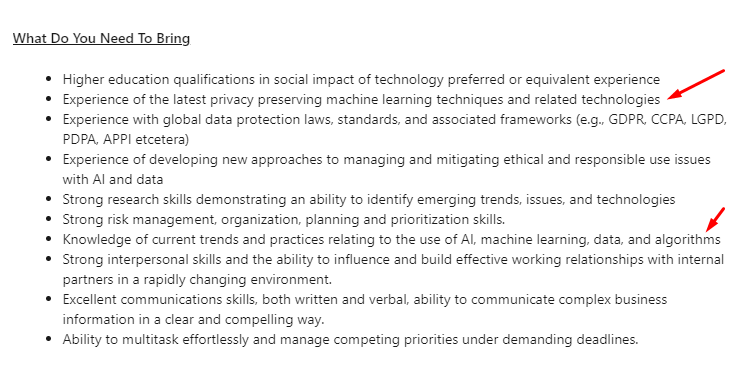 What Do You Need To Bring
• Higher education qualifications in social impact of technology preferred or equivalent experience
• Experience of the latest privacy preserving machine learning techniques and related technologies
• Experience with global data protection laws, standards, and associated frameworks (e.g., GDPR, CCPA, LGPD,
PDPA, APPI etcetera)
• Experience of developing new approaches to managing and mitigating ethical and responsible use issues
with AI and data
• Strong research skills demonstrating an ability to identify emerging trends, issues, and technologies
• Strong risk management, organization, planning and prioritization skills.
• Knowledge of current trends and practices relating to the use of AI, machine learning, data, and algorithms
• Strong interpersonal skills and the ability to influence and build effective working relationships with internal
partners in a rapidly changing environment.
• Excellent communications skills, both written and verbal, ability to communicate complex business
information in a clear and compelling way.
• Ability to multitask effortlessly and manage competing priorities under demanding deadlines.